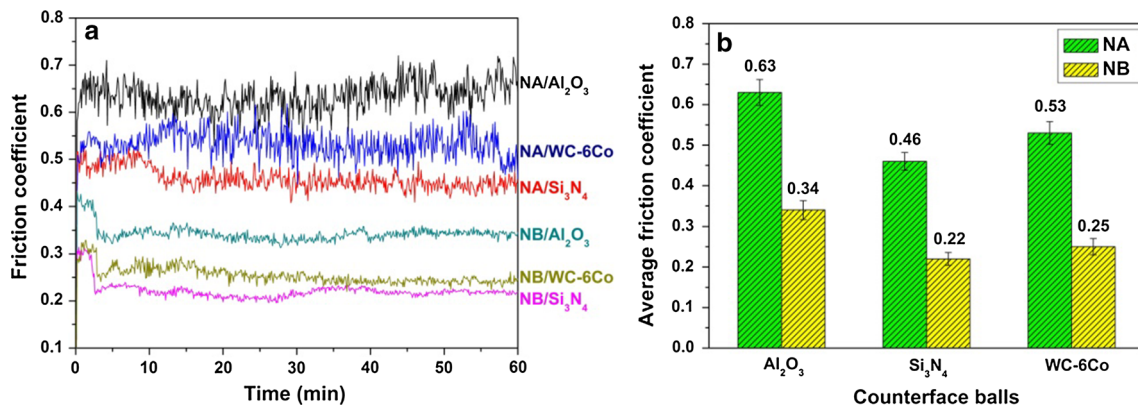 a
Friction coefficient
0.8
0.7
0.6
0.5
0.4
0.3
0.2
0.1
NA/Al₂O₃
NA/WC-6Co
NA/Si₃N₄
NB/Al₂O₃
NB/WC-6Co
NB/Si₃N₄
0 10 20 30 40 50 60
Time (min)
b
Average friction coefficient
0.8
0.7
0.6
0.5
0.4
0.3
0.2
0.1
0.0
NA
NB
0.63
0.34
0.46
0.22
0.53
0.25
Al₂O₃ Si₃N₄ WC-6Co
Counterface balls